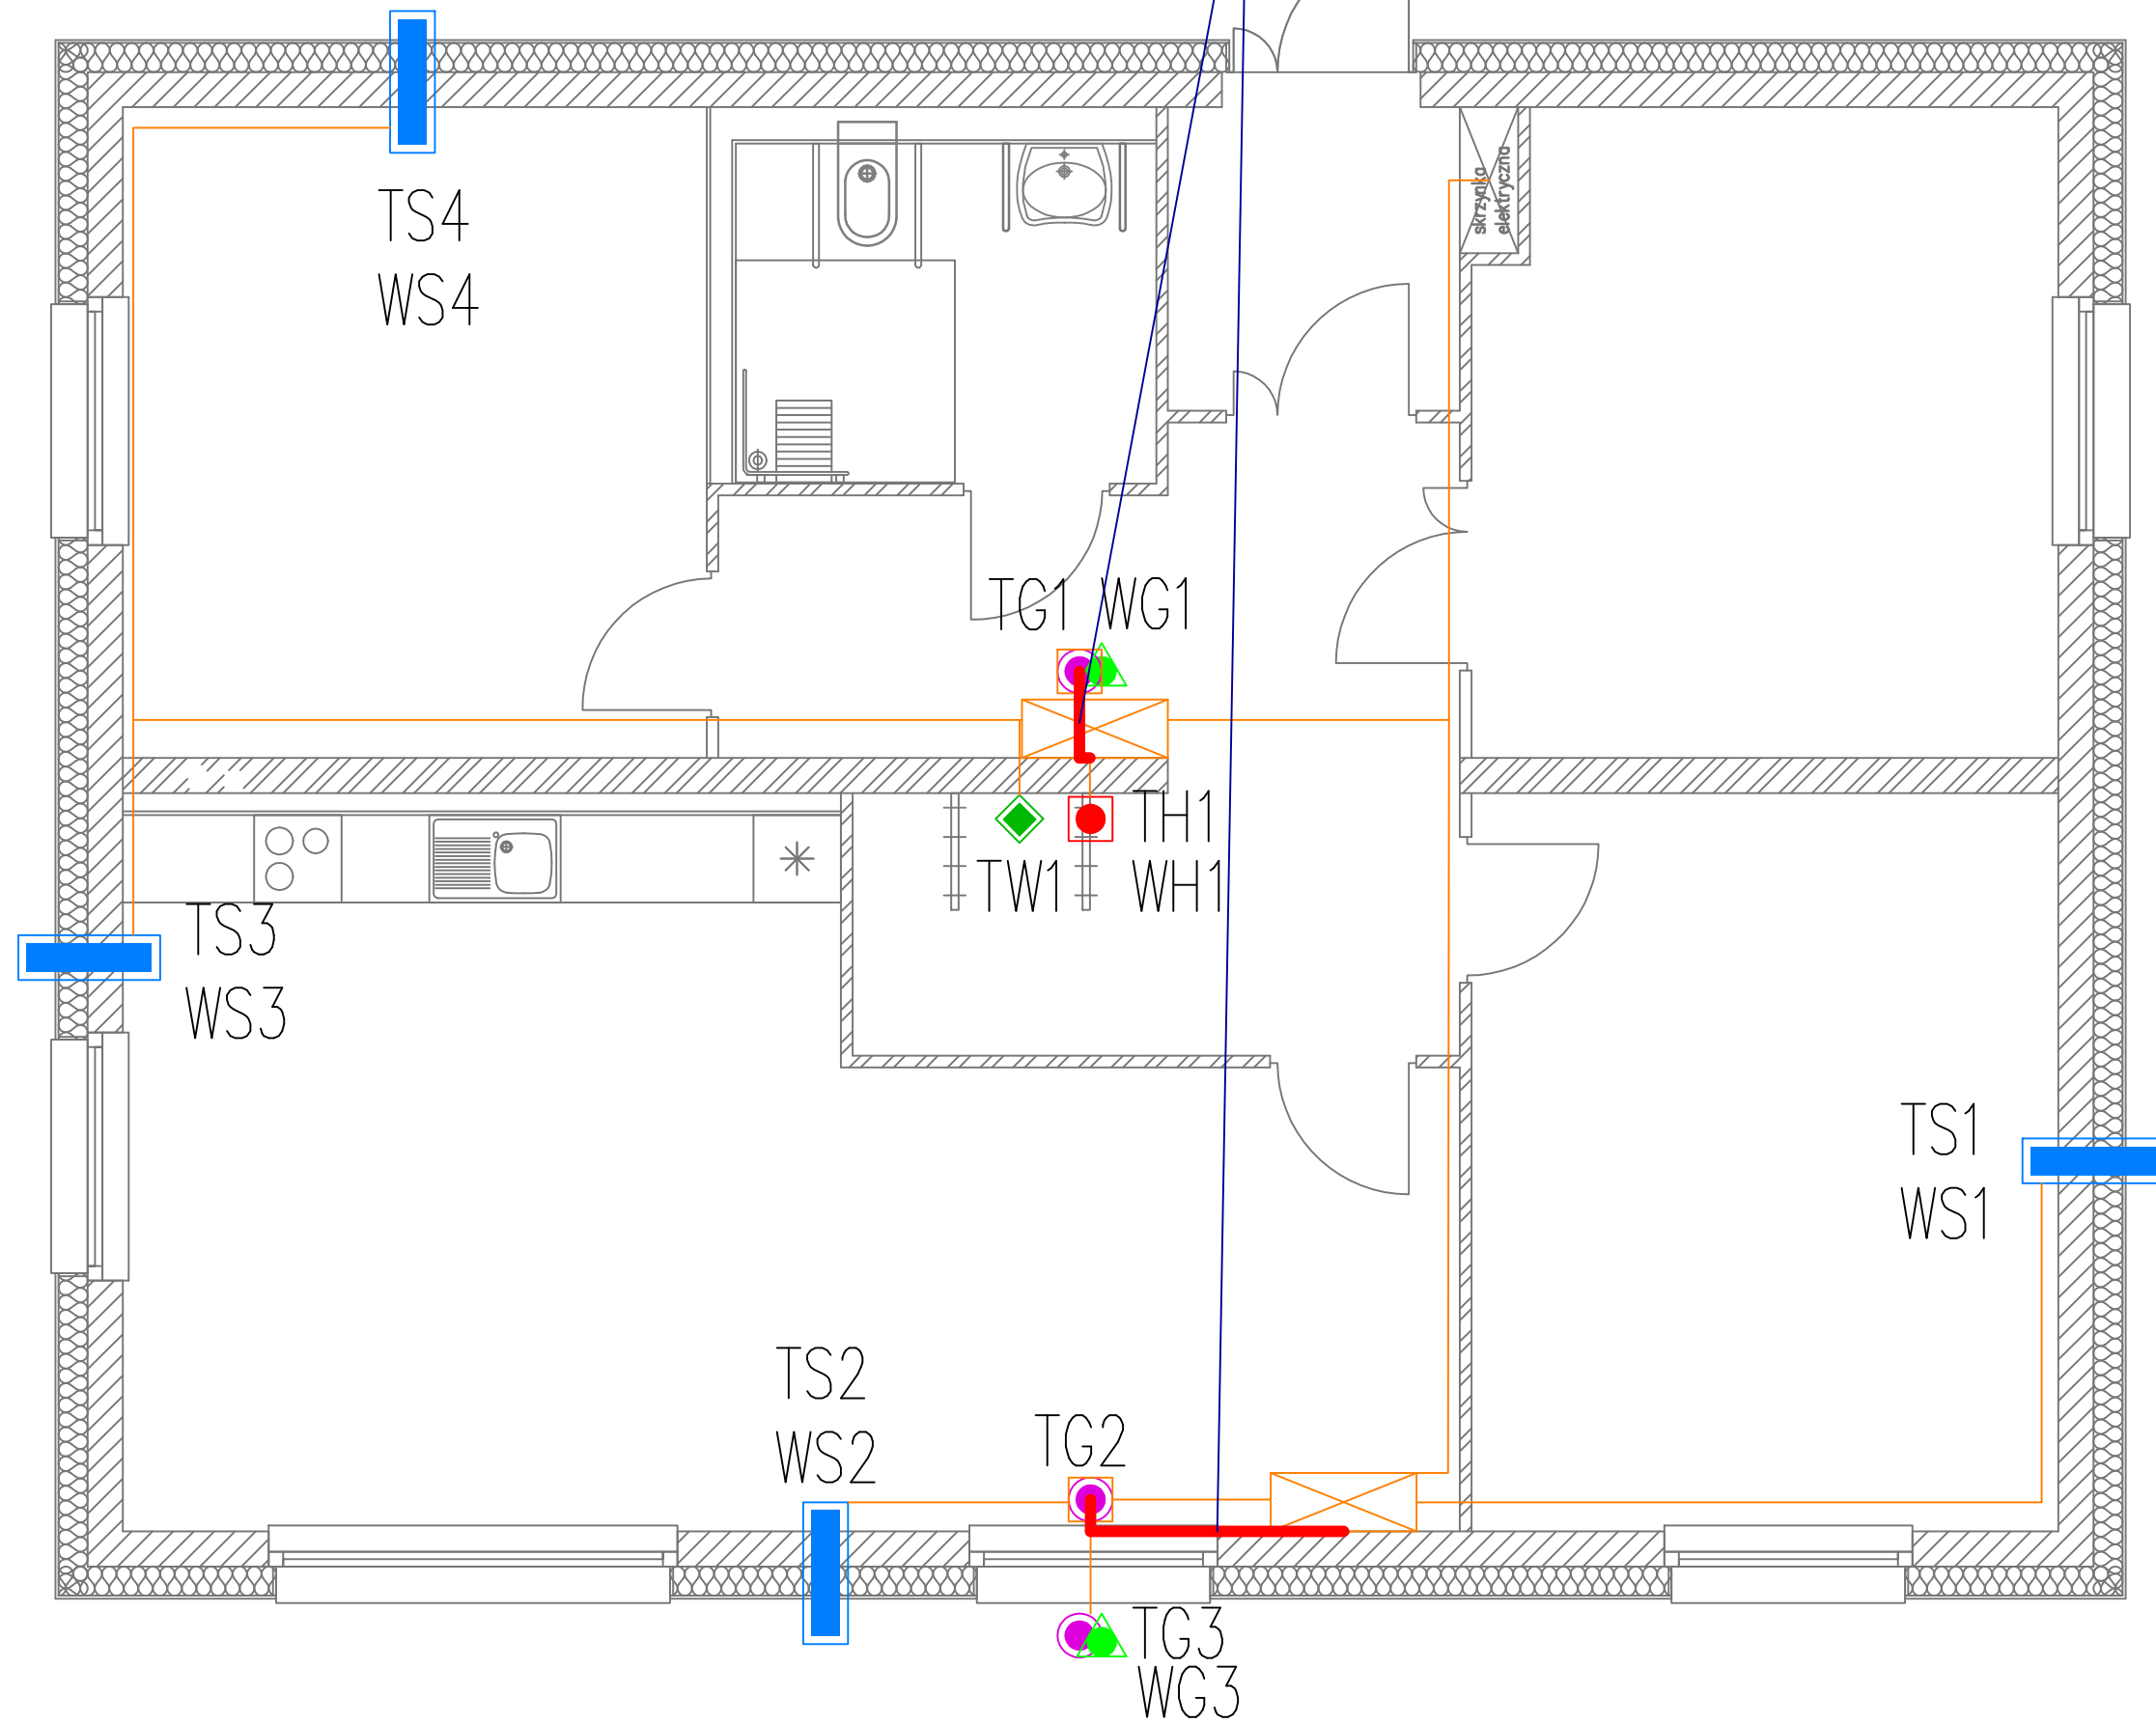 TS4
WS4
skrzynka
elektryczna
TG1 WG1
TH1
TW1 WH1
TS3
WS3
TS1
WS1
TS2
WS2
TG2
TG3
WG3